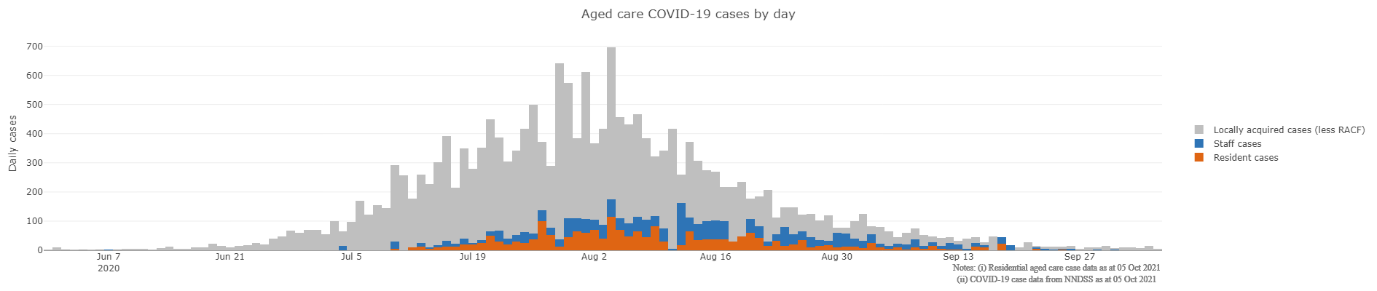 Aged care COVID-19 cases by day
Daily cases
700
600
500
400
300
200
100
0
Jun 7
2020
Jun 21
Jul 5
Jul 19
Aug 2
Aug 16
Aug 30
Sep 13
Sep 27
Locally acquired cases (less RACF)
Staff cases
Resident cases
Notes: (i) Residential aged care case data as at 05 Oct 2021
(ii) COVID-19 case data from NNDSS as at 05 Oct 2021